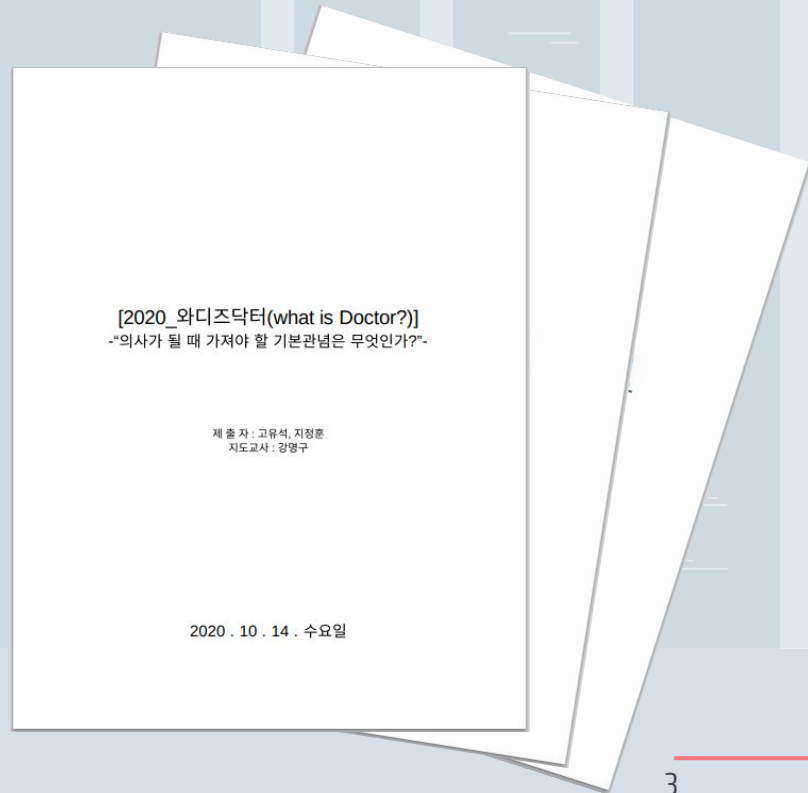 [2020_와디즈닥터(what is Doctor?)]
-“의사가 될 때 가져야 할 기본관념은 무엇인가?”-
제 출 자 : 고유석, 지정훈
지도교사 : 강명구
2020 . 10 . 14 . 수요일
3